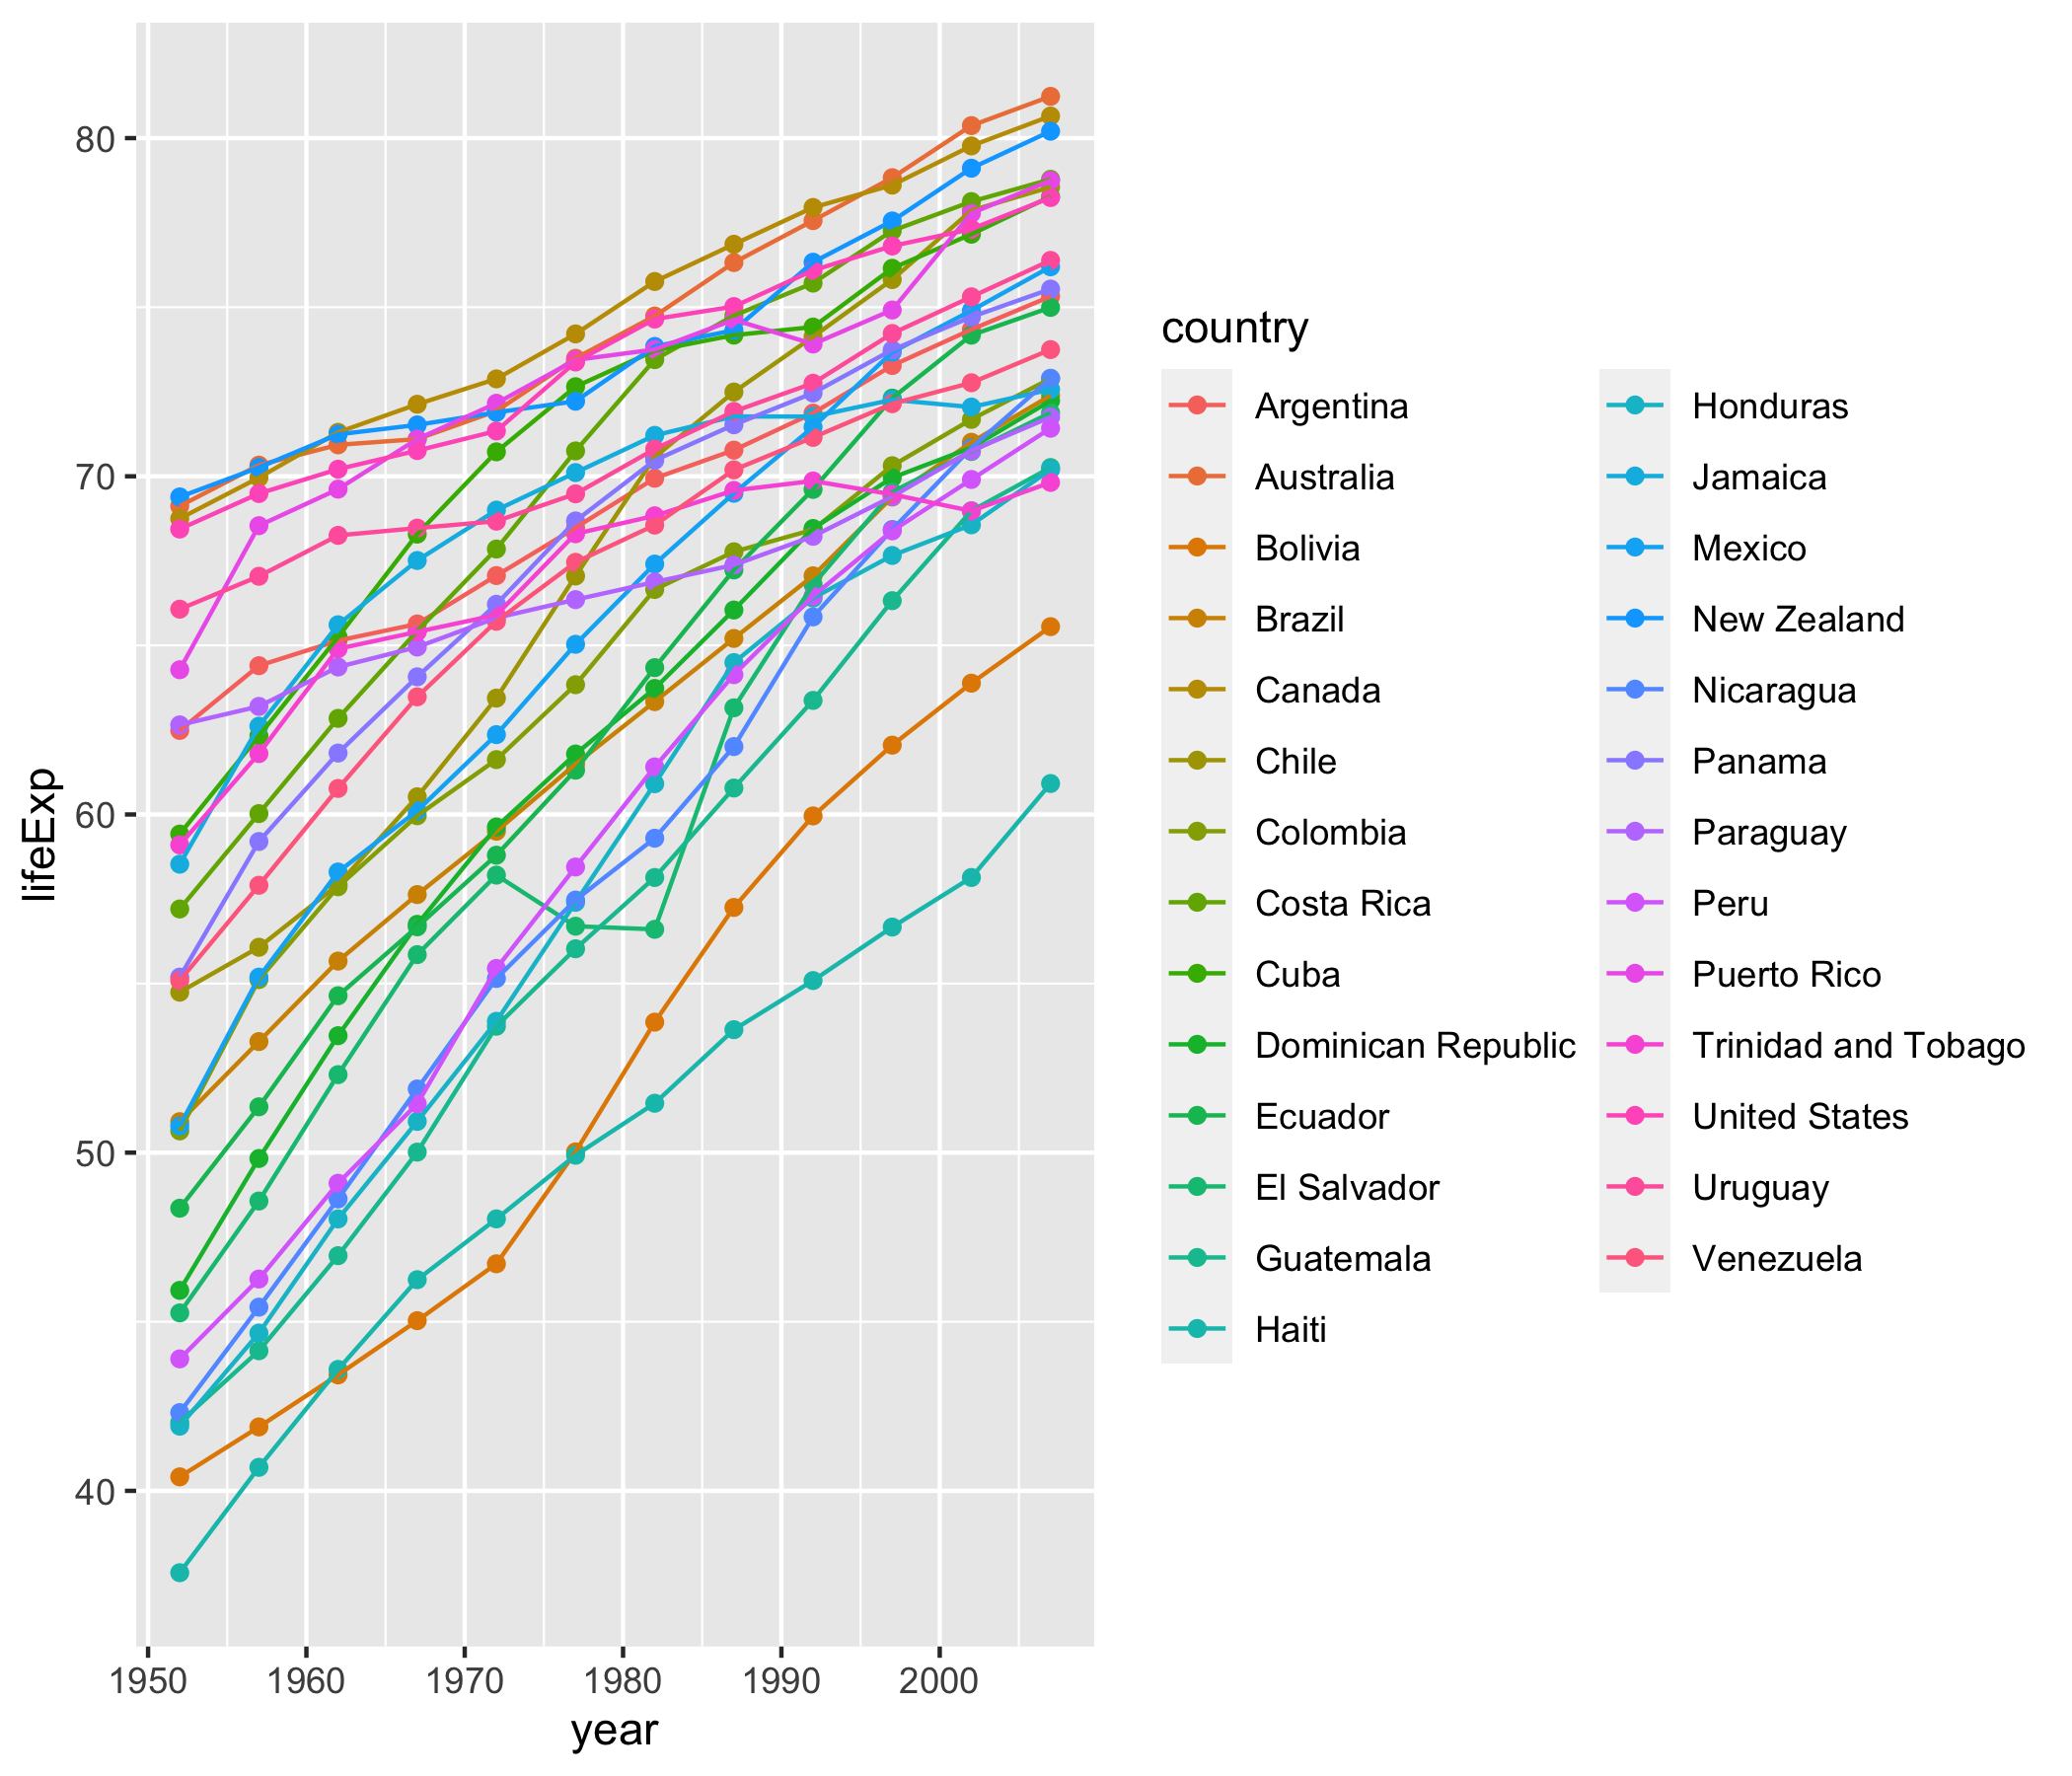 80
70
60
50
40
lifeExp
1950 1960 1970 1980 1990 2000
year
country
Argentina
Australia
Bolivia
Brazil
Canada
Chile
Colombia
Costa Rica
Cuba
Dominican Republic
Ecuador
El Salvador
Guatemala
Haiti
Honduras
Jamaica
Mexico
New Zealand
Nicaragua
Panama
Paraguay
Peru
Puerto Rico
Trinidad and Tobago
United States
Uruguay
Venezuela